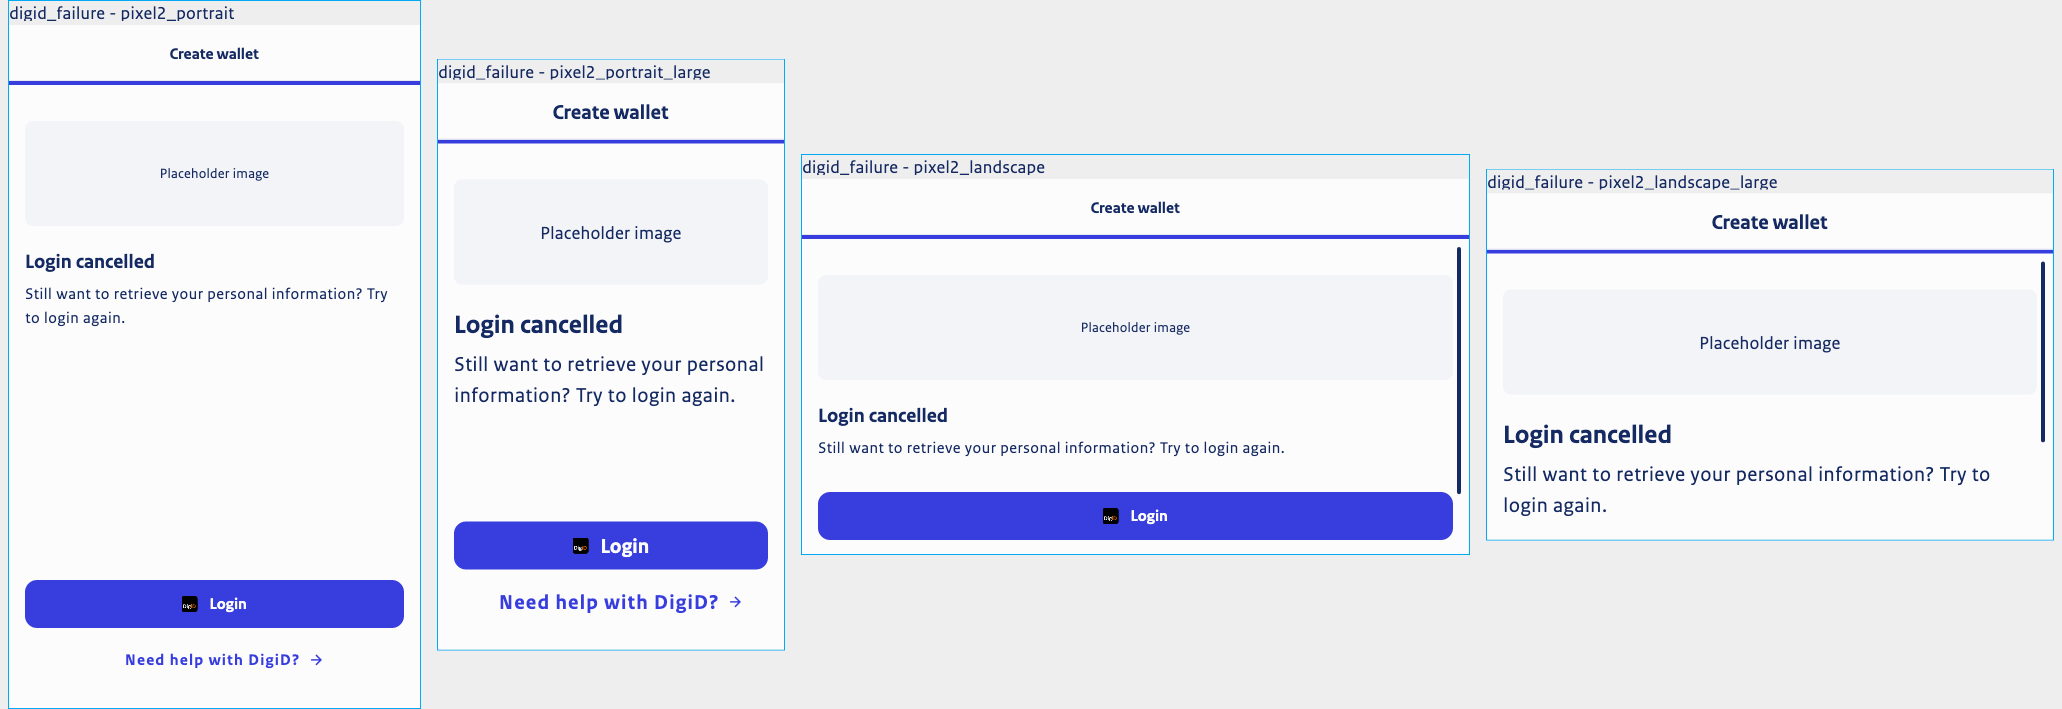 digid_failure - pixel2_portrait
Create wallet
Placeholder image
Login cancelled
Still want to retrieve your personal information? Try
to login again.
DigiD
Login
Need help with DigiD? →
digid_failure - pixel2_portrait_large
Create wallet
Placeholder image
Login cancelled
Still want to retrieve your personal
information? Try to login again.
DigiD
Login
Need help with DigiD? →
digid_failure - pixel2_landscape
Create wallet
Placeholder image
Login cancelled
Still want to retrieve your personal information? Try to login again.
DigiD
Login
digid_failure - pixel2_landscape_large
Create wallet
Placeholder image
Login cancelled
Still want to retrieve your personal information? Try to
login again.